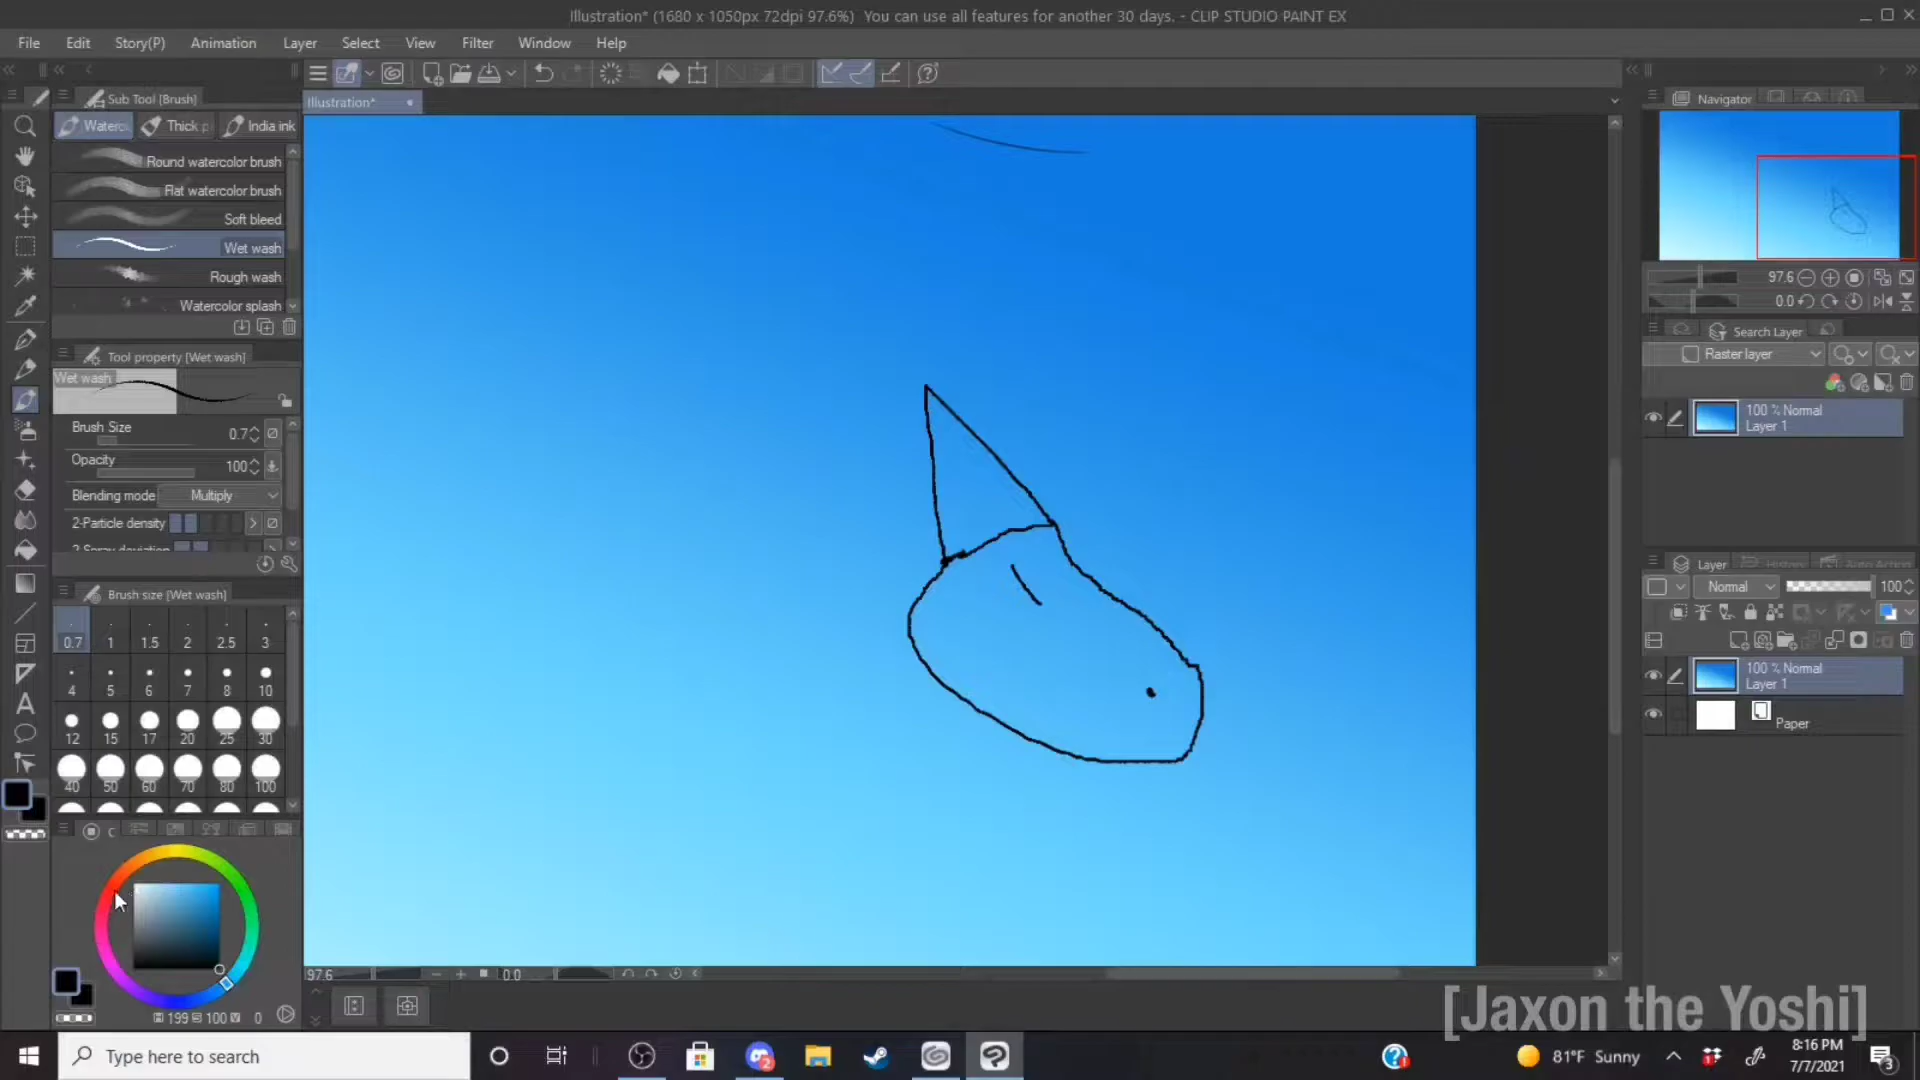 Illustration* (1680 x 1050px 72dpi 97.6%) You can use all features for another 30 days. - CLIP STUDIO PAINT EX
File Edit Story(P) Animation Layer Select View Filter Window Help
Sub Tool [Brush]
Illustration*
Navigator
Waterc Thick p India ink
Round watercolor brush
Flat watercolor brush
Soft bleed
Wet wash
Rough wash
Watercolor splash
97.6
0.0
Search Layer
Tool property [Wet wash]
Raster layer
Wet wash
100 % Normal
Layer 1
Brush Size 0.7
Opacity 100
Blending mode Multiply
2-Particle density
2-Spray deviation
Layer History Auto Action
Normal 100
Brush size [Wet wash]
0.7 1 1.5 2 2.5 3
4 5 6 7 8 10
12 15 17 20 25 30
40 50 60 70 80 100
100 % Normal
Layer 1
Paper
C
97.6 0.0
H 199 S 100 V 0
[Jaxon the Yoshi]
Type here to search
2
81°F Sunny
8:16 PM
7/7/2021
3